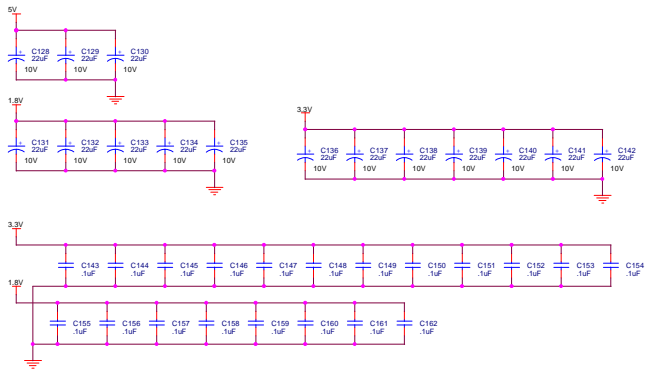 5V
C128 C129 C130
22uF 22uF 22uF
10V 10V 10V
1.8V
C131 C132 C133 C134 C135
22uF 22uF 22uF 22uF 22uF
10V 10V 10V 10V 10V
3.3V
C136 C137 C138 C139 C140 C141 C142
22uF 22uF 22uF 22uF 22uF 22uF 22uF
10V 10V 10V 10V 10V 10V 10V
3.3V
C143 C144 C145 C146 C147 C148 C149 C150 C151 C152 C153 C154
.1uF .1uF .1uF .1uF .1uF .1uF .1uF .1uF .1uF .1uF .1uF .1uF
1.8V
C155 C156 C157 C158 C159 C160 C161 C162
.1uF .1uF .1uF .1uF .1uF .1uF .1uF .1uF